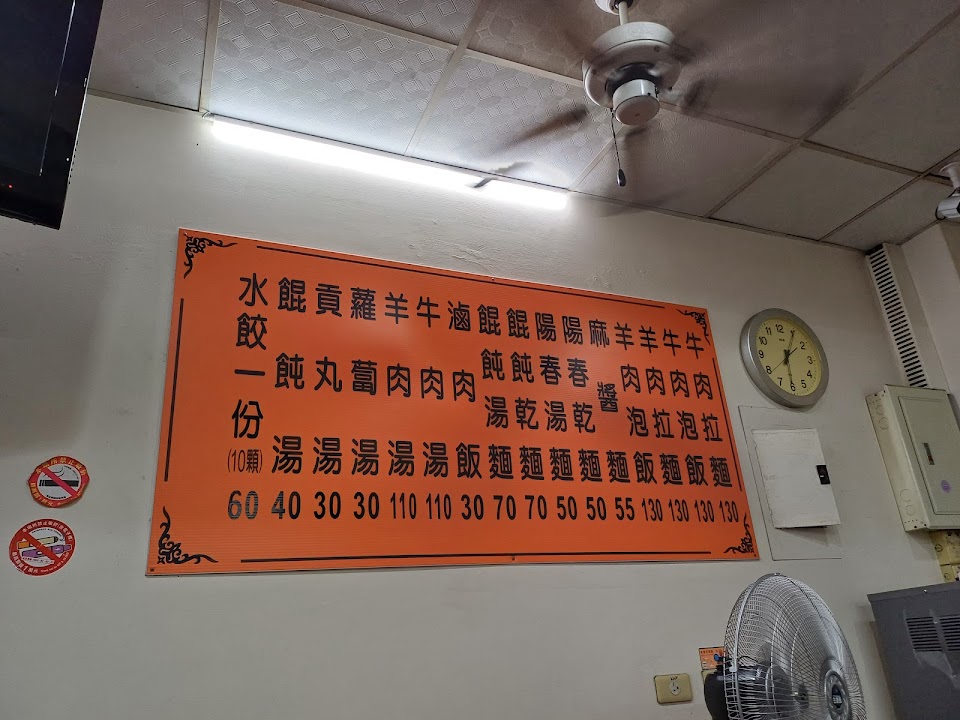 牛肉拉麵 130
牛肉泡飯 130
羊肉拉麵 130
羊肉泡飯 130
麻醬麵 55
陽春乾麵 50
陽春湯麵 50
餛飩乾麵 70
餛飩湯麵 70
滷肉飯 30
牛肉湯 110
羊肉湯 110
蘿蔔湯 30
貢丸湯 30
餛飩湯 40
水餃一份(10顆) 60